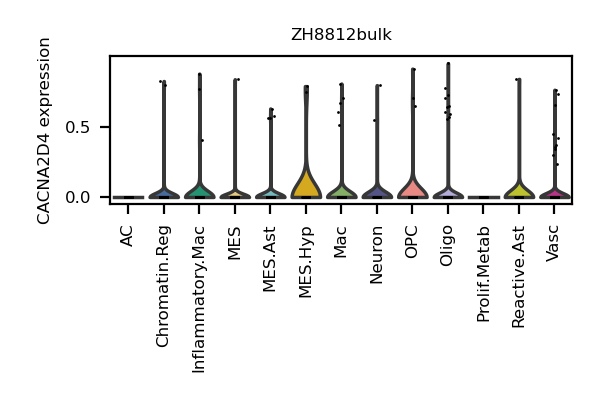 ZH8812bulk
CACNA2D4 expression
0.5
0.0
AC
Chromatin.Reg
Inflammatory.Mac
MES
MES.Ast
MES.Hyp
Mac
Neuron
OPC
Oligo
Prolif.Metab
Reactive.Ast
Vasc